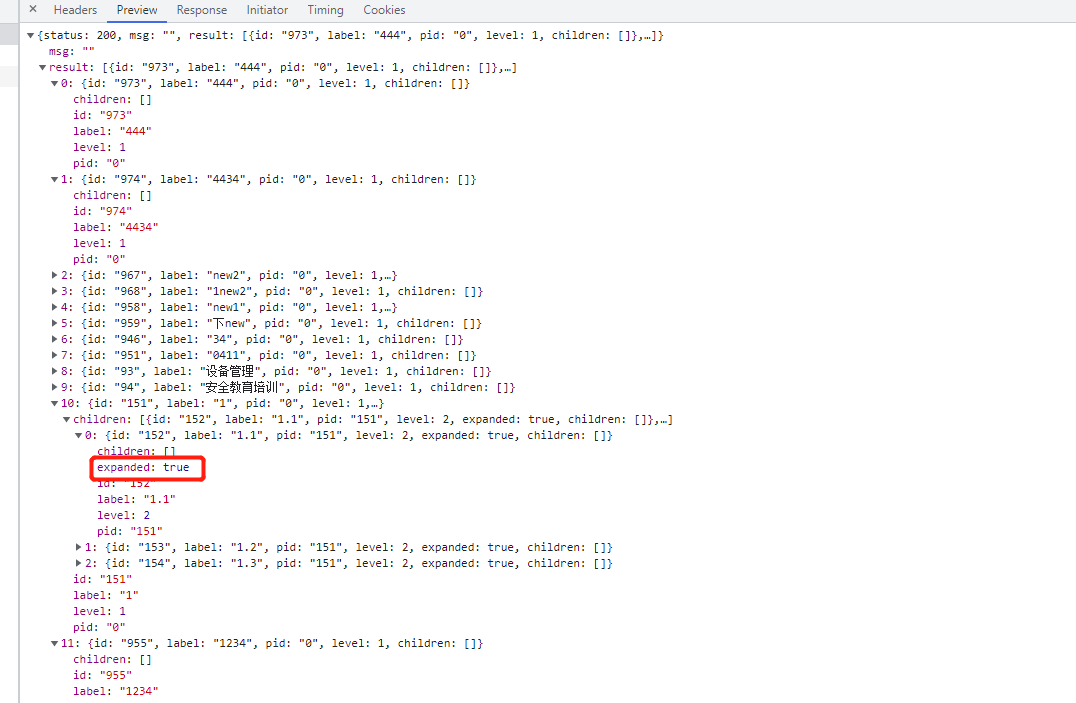 × Headers Preview Response Initiator Timing Cookies
▼{status: 200, msg: "", result: [{id: "973", label: "444", pid: "0", level: 1, children: []},…]}
msg: ""
▼result: [{id: "973", label: "444", pid: "0", level: 1, children: []},…]
▼0: {id: "973", label: "444", pid: "0", level: 1, children: []}
children: []
id: "973"
label: "444"
level: 1
pid: "0"
▼1: {id: "974", label: "4434", pid: "0", level: 1, children: []}
children: []
id: "974"
label: "4434"
level: 1
pid: "0"
▶2: {id: "967", label: "new2", pid: "0", level: 1,…}
▶3: {id: "968", label: "1new2", pid: "0", level: 1, children: []}
▶4: {id: "958", label: "new1", pid: "0", level: 1,…}
▶5: {id: "959", label: "下new", pid: "0", level: 1, children: []}
▶6: {id: "946", label: "34", pid: "0", level: 1, children: []}
▶7: {id: "951", label: "0411", pid: "0", level: 1, children: []}
▶8: {id: "93", label: "设备管理", pid: "0", level: 1, children: []}
▶9: {id: "94", label: "安全教育培训", pid: "0", level: 1, children: []}
▼10: {id: "151", label: "1", pid: "0", level: 1,…}
▼children: [{id: "152", label: "1.1", pid: "151", level: 2, expanded: true, children: []},…]
▼0: {id: "152", label: "1.1", pid: "151", level: 2, expanded: true, children: []}
children: []
expanded: true
id: "152"
label: "1.1"
level: 2
pid: "151"
▶1: {id: "153", label: "1.2", pid: "151", level: 2, expanded: true, children: []}
▶2: {id: "154", label: "1.3", pid: "151", level: 2, expanded: true, children: []}
id: "151"
label: "1"
level: 1
pid: "0"
▼11: {id: "955", label: "1234", pid: "0", level: 1, children: []}
children: []
id: "955"
label: "1234"